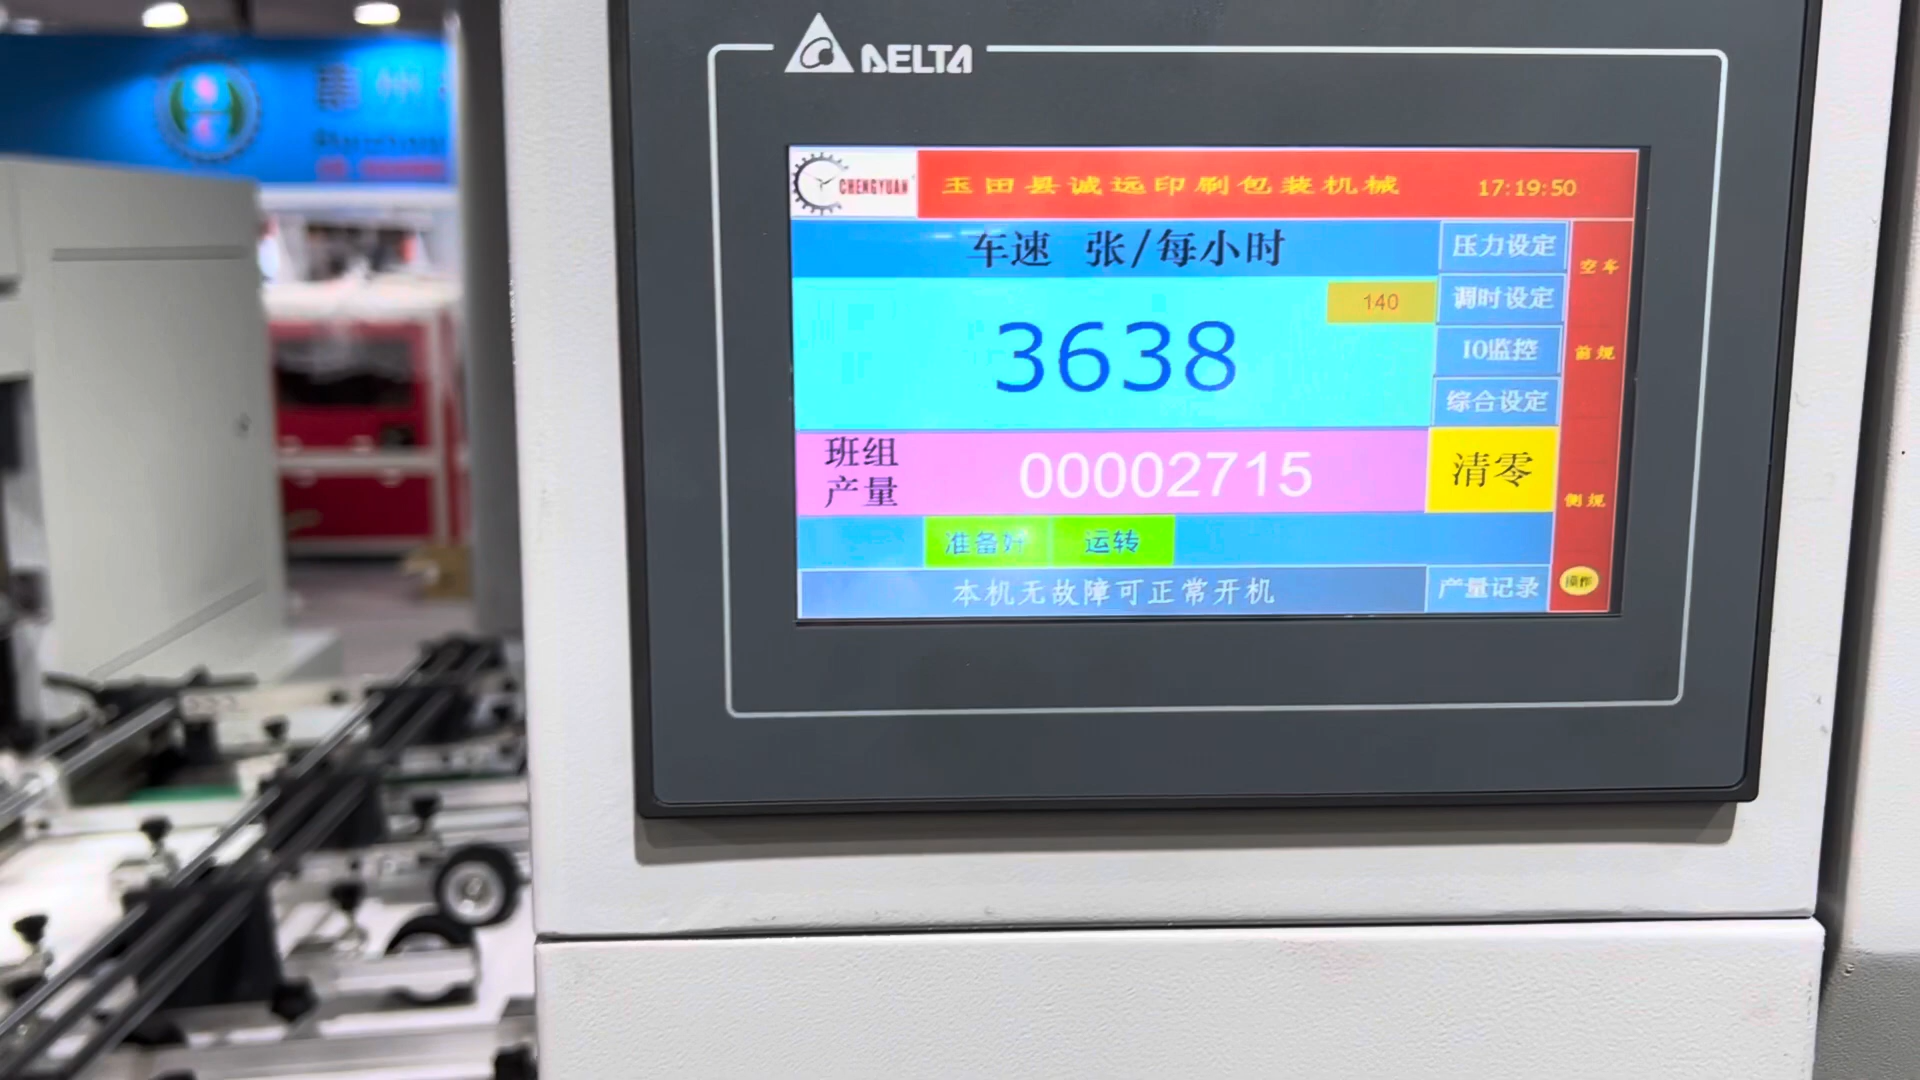 DELTA
CHENGYUAN
玉田县诚远印刷包装机械
17:19:50
车速 张/每小时
压力设定
空车
140
调时设定
3638
IO监控
前规
综合设定
班组
产量
00002715
清零
侧规
准备好
运转
本机无故障可正常开机
产量记录
操作